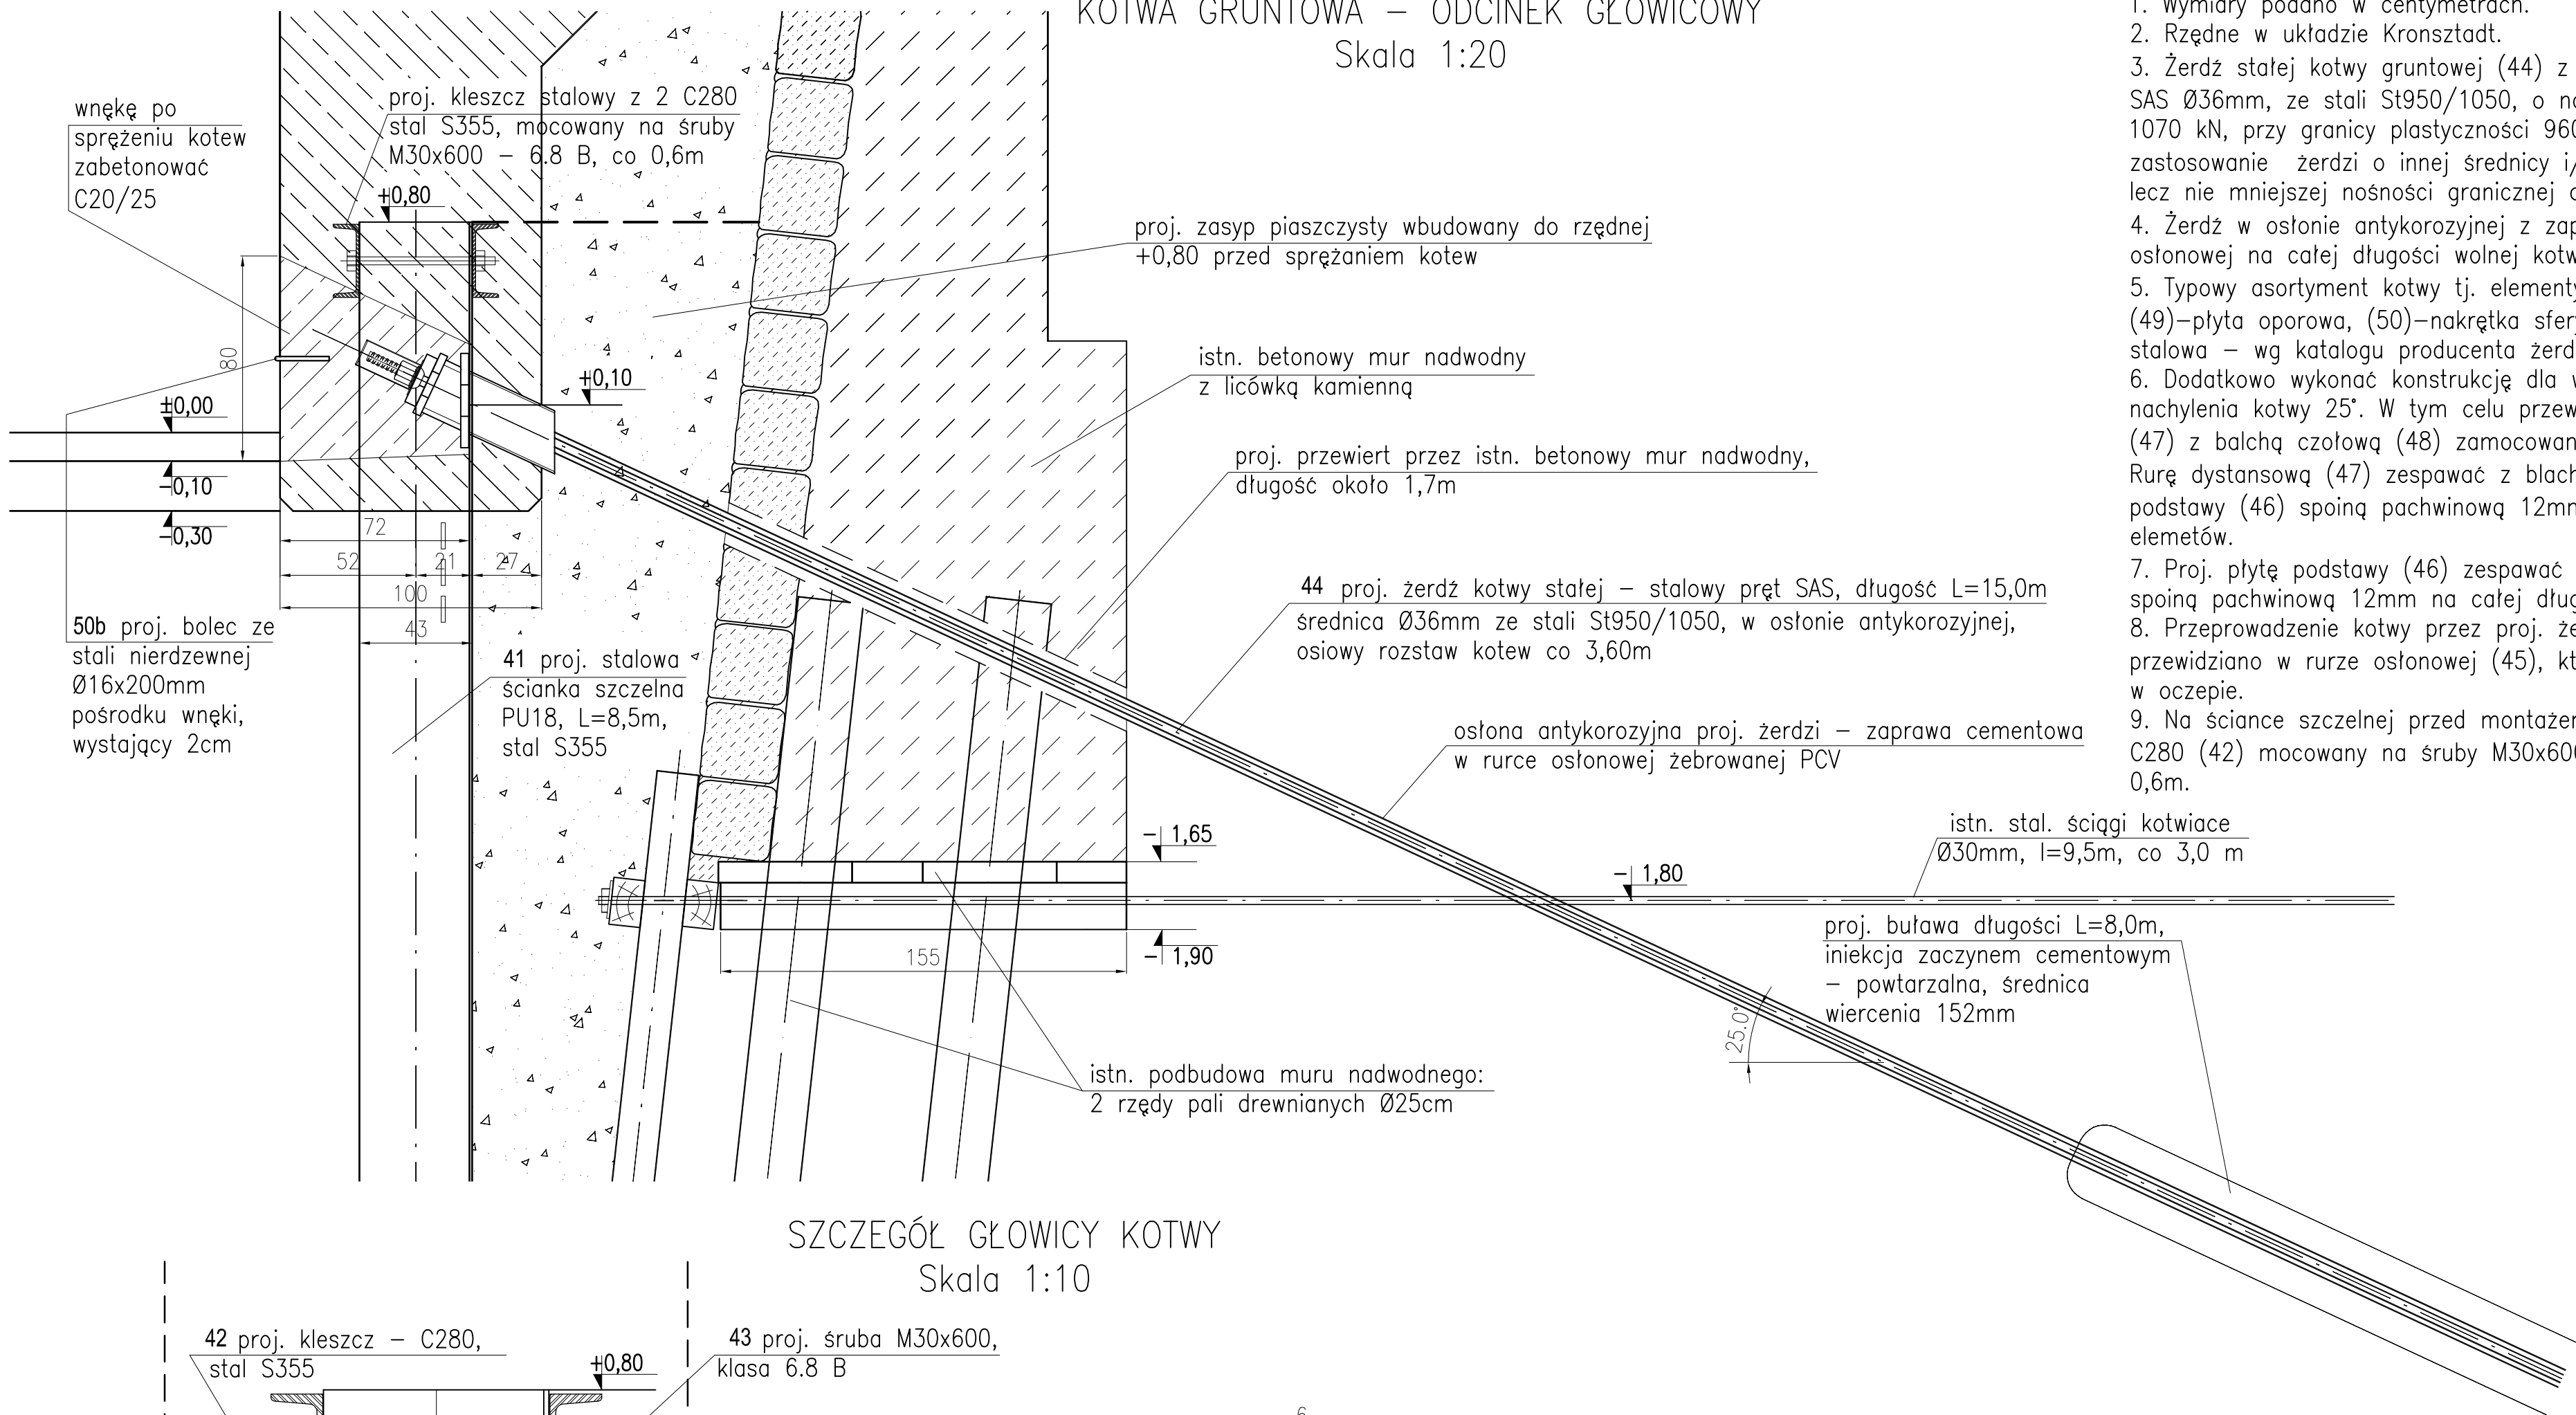 KOTWA GRUNTOWA – ODCINEK GŁOWICOWY
Skala 1:20
wnękę po
sprężeniu kotew
zabetonować
C20/25
proj. kleszcz stalowy z 2 C280
stal S355, mocowany na śruby
M30x600 – 6.8 B, co 0,6m
+0,80
80
+0,10
±0,00
-0,10
-0,30
72
52
21
27
100
43
50b proj. bolec ze
stali nierdzewnej
Ø16x200mm
pośrodku wnęki,
wystający 2cm
41 proj. stalowa
ścianka szczelna
PU18, L=8,5m,
stal S355
proj. zasyp piaszczysty wbudowany do rzędnej
+0,80 przed sprężaniem kotew
istn. betonowy mur nadwodny
z licówką kamienną
proj. przewiert przez istn. betonowy mur nadwodny,
długość około 1,7m
44 proj. żerdź kotwy stałej – stalowy pręt SAS, długość L=15,0m
średnica Ø36mm ze stali St950/1050, w osłonie antykorozyjnej,
osiowy rozstaw kotew co 3,60m
osłona antykorozyjna proj. żerdzi – zaprawa cementowa
w rurce osłonowej żebrowanej PCV
- 1,65
- 1,80
- 1,90
155
istn. stal. ściągi kotwiace
Ø30mm, l=9,5m, co 3,0 m
proj. buława długości L=8,0m,
iniekcja zaczynem cementowym
– powtarzalna, średnica
wiercenia 152mm
25.0°
istn. podbudowa muru nadwodnego:
2 rzędy pali drewnianych Ø25cm
1. Wymiary podano w centymetrach.
2. Rzędne w układzie Kronsztadt.
3. Żerdź stałej kotwy gruntowej (44) z
SAS Ø36mm, ze stali St950/1050, o
1070 kN, przy granicy plastyczności 960
zastosowanie żerdzi o innej średnicy i/
lecz nie mniejszej nośności granicznej
4. Żerdź w osłonie antykorozyjnej z
osłonowej na całej długości wolnej
5. Typowy asortyment kotwy tj.
(49)–płyta oporowa, (50)–nakrętka
stalowa – wg katalogu producenta
6. Dodatkowo wykonać konstrukcję dla
nachylenia kotwy 25°. W tym celu
(47) z balchą czołową (48)
Rurę dystansową (47) zespawać z
podstawy (46) spoiną pachwinową
elemetów.
7. Proj. płytę podstawy (46) zespawać
spoiną pachwinową 12mm na całej
8. Przeprowadzenie kotwy przez proj.
przewidziano w rurze osłonowej (45),
w oczepie.
9. Na ściance szczelnej przed
C280 (42) mocowany na śruby
0,6m.
SZCZEGÓŁ GŁOWICY KOTWY
Skala 1:10
42 proj. kleszcz – C280,
stal S355
+0,80
43 proj. śruba M30x600,
klasa 6.8 B